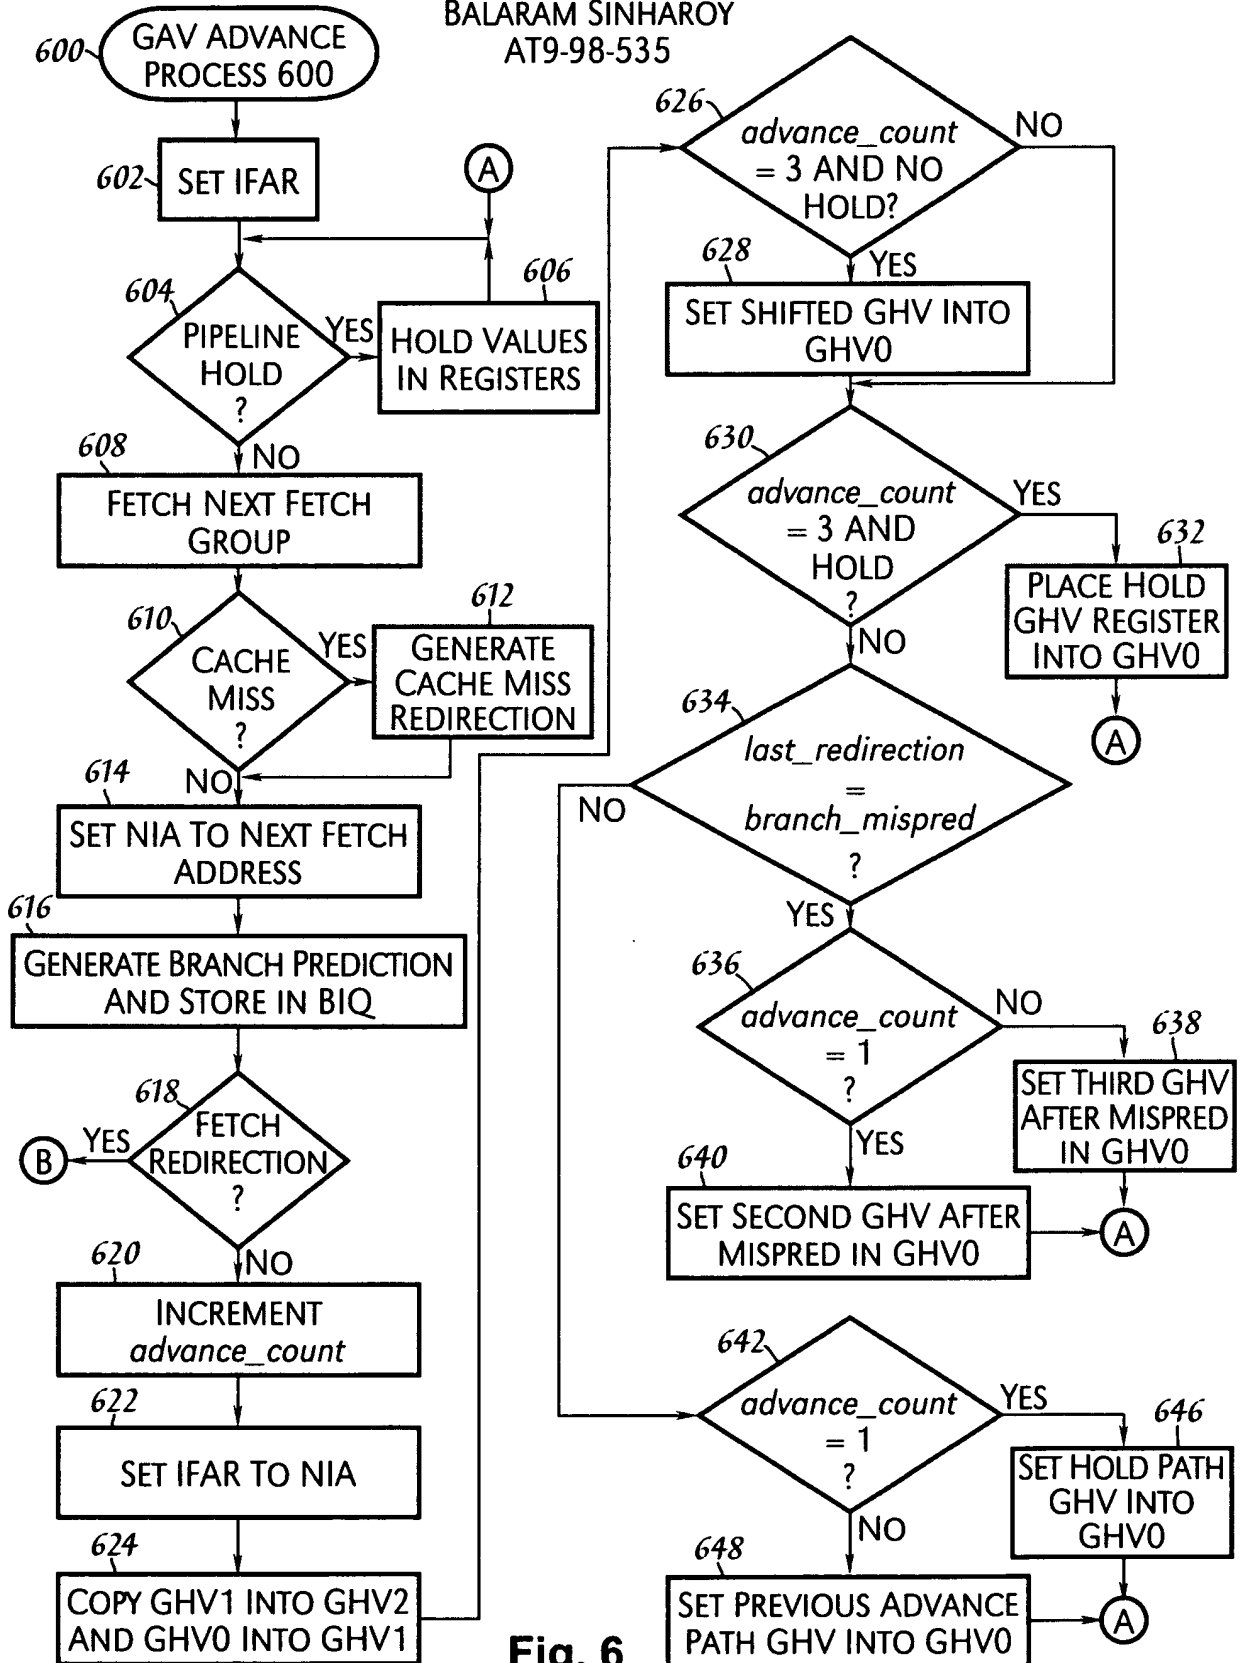 BALARAM SINHAROY
AT9-98-535
600
GAV ADVANCE
PROCESS 600
602
SET IFAR
A
604
PIPELINE
HOLD
?
YES
606
HOLD VALUES
IN REGISTERS
NO
608
FETCH NEXT FETCH
GROUP
610
CACHE
MISS
?
YES
612
GENERATE
CACHE MISS
REDIRECTION
NO
614
SET NIA TO NEXT FETCH
ADDRESS
616
GENERATE BRANCH PREDICTION
AND STORE IN BIQ
618
FETCH
REDIRECTION
?
YES
B
NO
620
INCREMENT
advance_count
622
SET IFAR TO NIA
624
COPY GHV1 INTO GHV2
AND GHV0 INTO GHV1
626
advance_count
= 3 AND NO
HOLD?
NO
YES
628
SET SHIFTED GHV INTO
GHV0
630
advance_count
= 3 AND
HOLD
?
YES
632
PLACE HOLD
GHV REGISTER
INTO GHV0
A
NO
634
last_redirection
=
branch_mispred
?
NO
YES
636
advance_count
= 1
?
NO
638
SET THIRD GHV
AFTER MISPRED
IN GHV0
YES
640
SET SECOND GHV AFTER
MISPRED IN GHV0
A
642
advance_count
= 1
?
YES
646
SET HOLD PATH
GHV INTO
GHV0
NO
648
SET PREVIOUS ADVANCE
PATH GHV INTO GHV0
A
Fig. 6